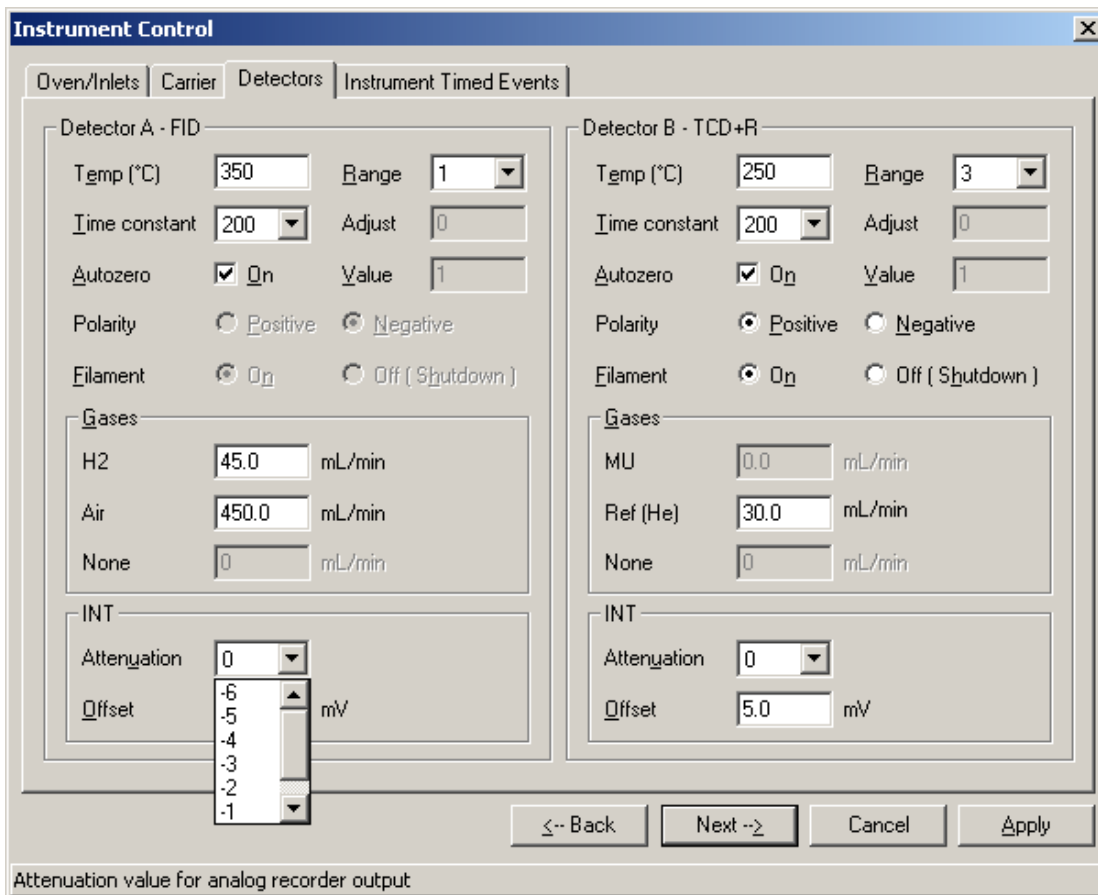 Instrument Control
Oven/Inlets Carrier Detectors Instrument Timed Events
Detector A - FID
Temp (°C) 350 Range 1
Time constant 200 Adjust 0
Autozero On Value 1
Polarity Positive Negative
Filament On Off ( Shutdown )
Gases
H2 45.0 mL/min
Air 450.0 mL/min
None 0 mL/min
INT
Attenuation 0
-6
-5
-4
-3
-2
-1
Offset mV
Detector B - TCD+R
Temp (°C) 250 Range 3
Time constant 200 Adjust 0
Autozero On Value 1
Polarity Positive Negative
Filament On Off ( Shutdown )
Gases
MU 0.0 mL/min
Ref (He) 30.0 mL/min
None 0 mL/min
INT
Attenuation 0
Offset 5.0 mV
<-- Back Next --> Cancel Apply
Attenuation value for analog recorder output